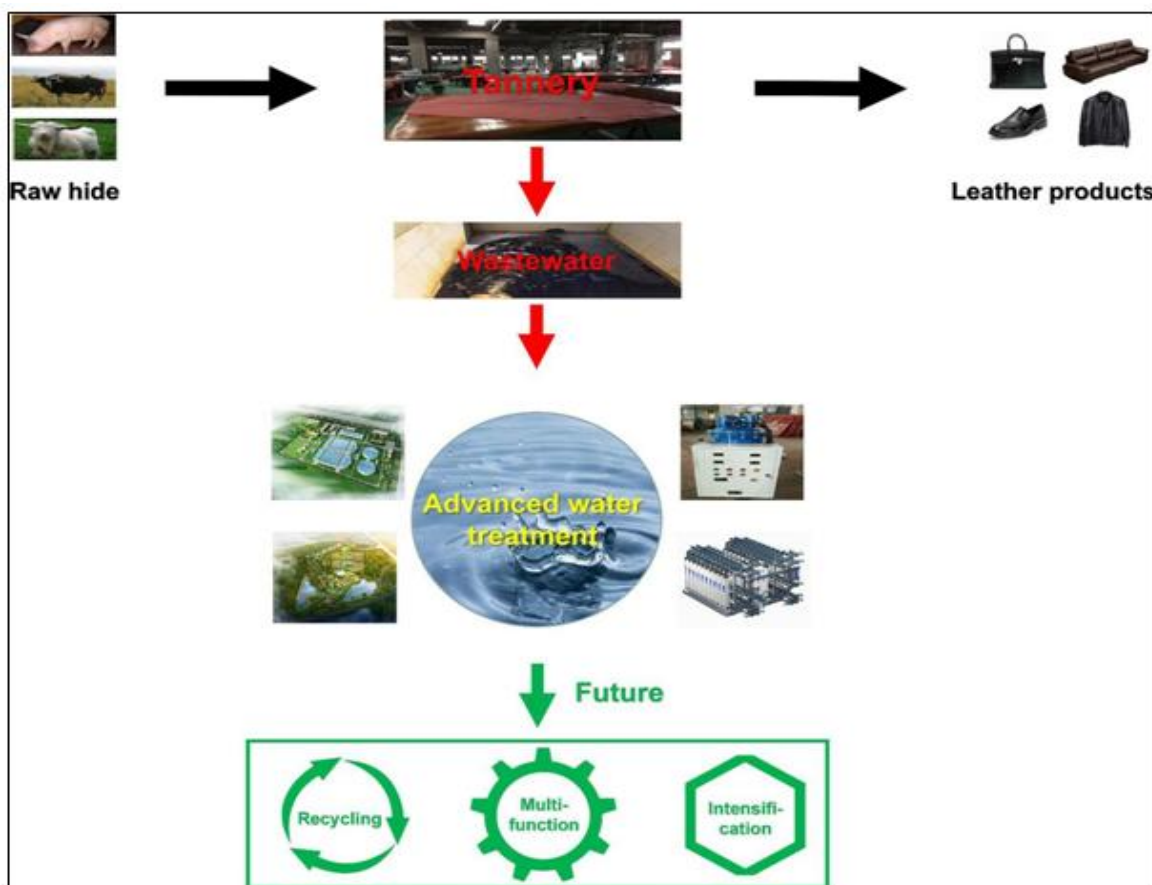 Tannery
Raw hide
Leather products
Wastewater
Advanced water
treatment
Future
Recycling
Multi-
function
Intensifi-
cation